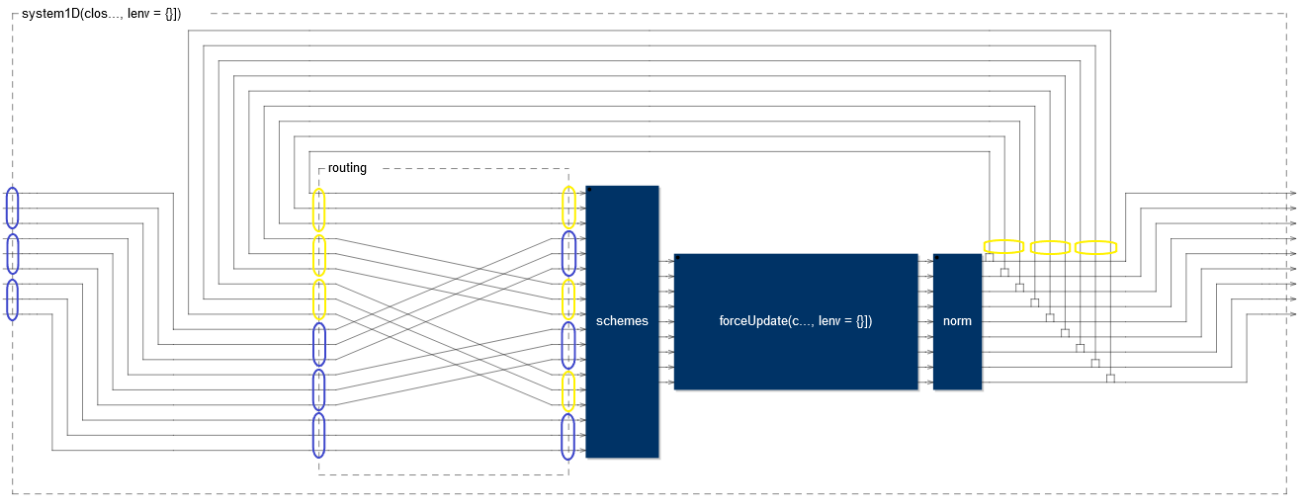 system1D(clos..., lenv = {}])
routing
schemes
forceUpdate(c..., lenv = {}])
norm